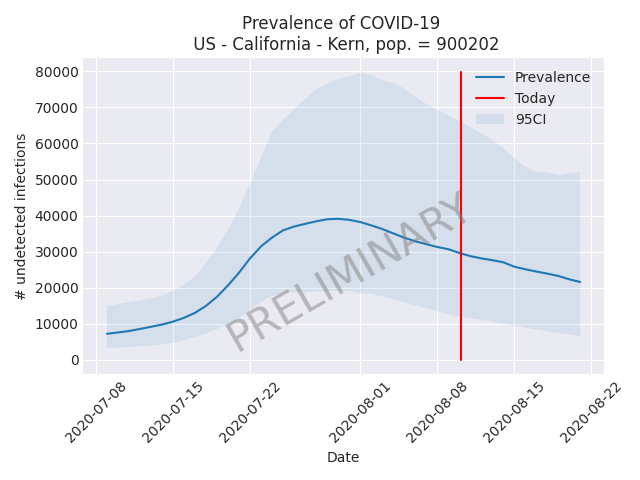 Prevalence of COVID-19
US - California - Kern, pop. = 900202
80000
70000
60000
50000
40000
30000
20000
10000
0
# undetected infections
Prevalence
Today
95CI
PRELIMINARY
2020-07-08
2020-07-15
2020-07-22
2020-08-01
2020-08-08
2020-08-15
2020-08-22
Date